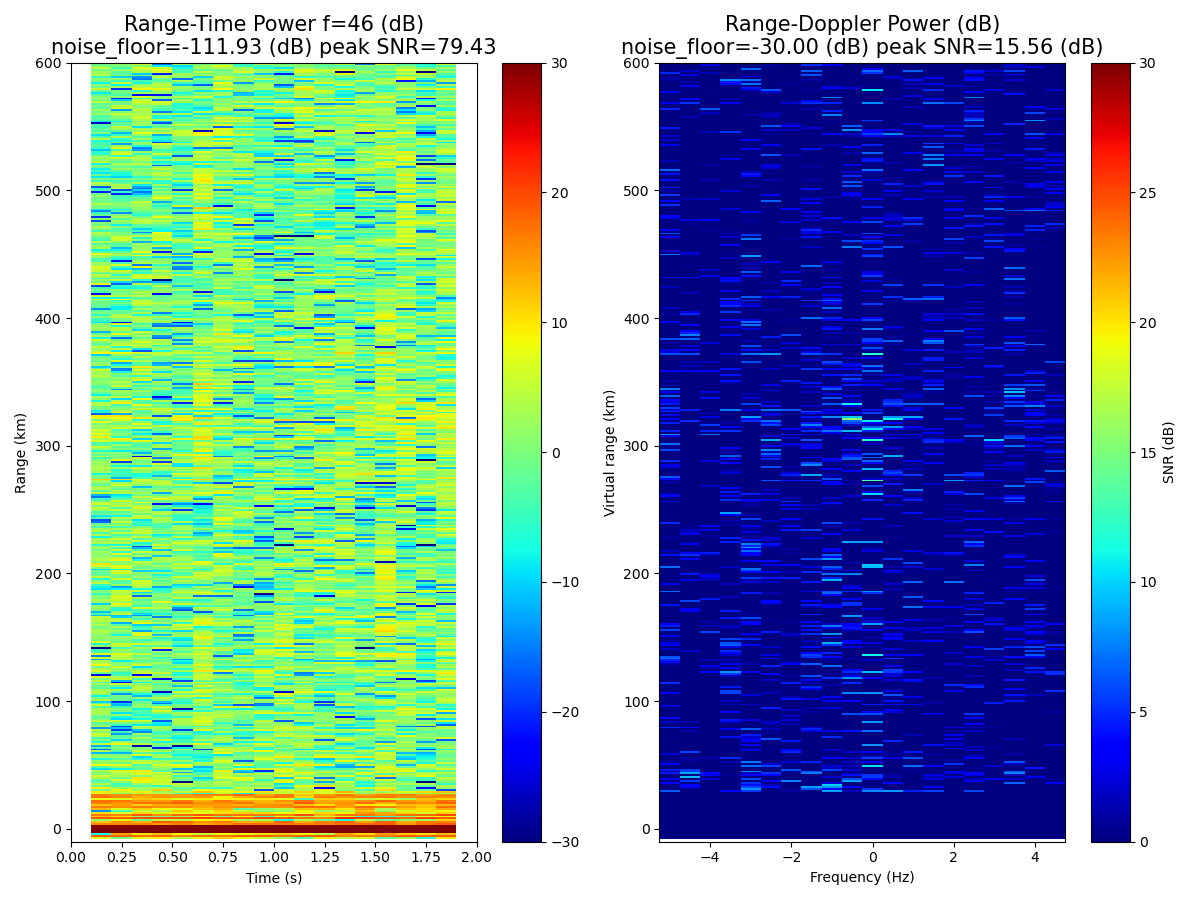 Range-Time Power f=46 (dB)
noise_floor=-111.93 (dB) peak SNR=79.43
Range-Doppler Power (dB)
noise_floor=-30.00 (dB) peak SNR=15.56 (dB)
600
500
400
300
200
100
0
Range (km)
0.00 0.25 0.50 0.75 1.00 1.25 1.50 1.75 2.00
Time (s)
30
20
10
0
−10
−20
−30
600
500
400
300
200
100
0
Virtual range (km)
−4 −2 0 2 4
Frequency (Hz)
30
25
20
15
10
5
0
SNR (dB)